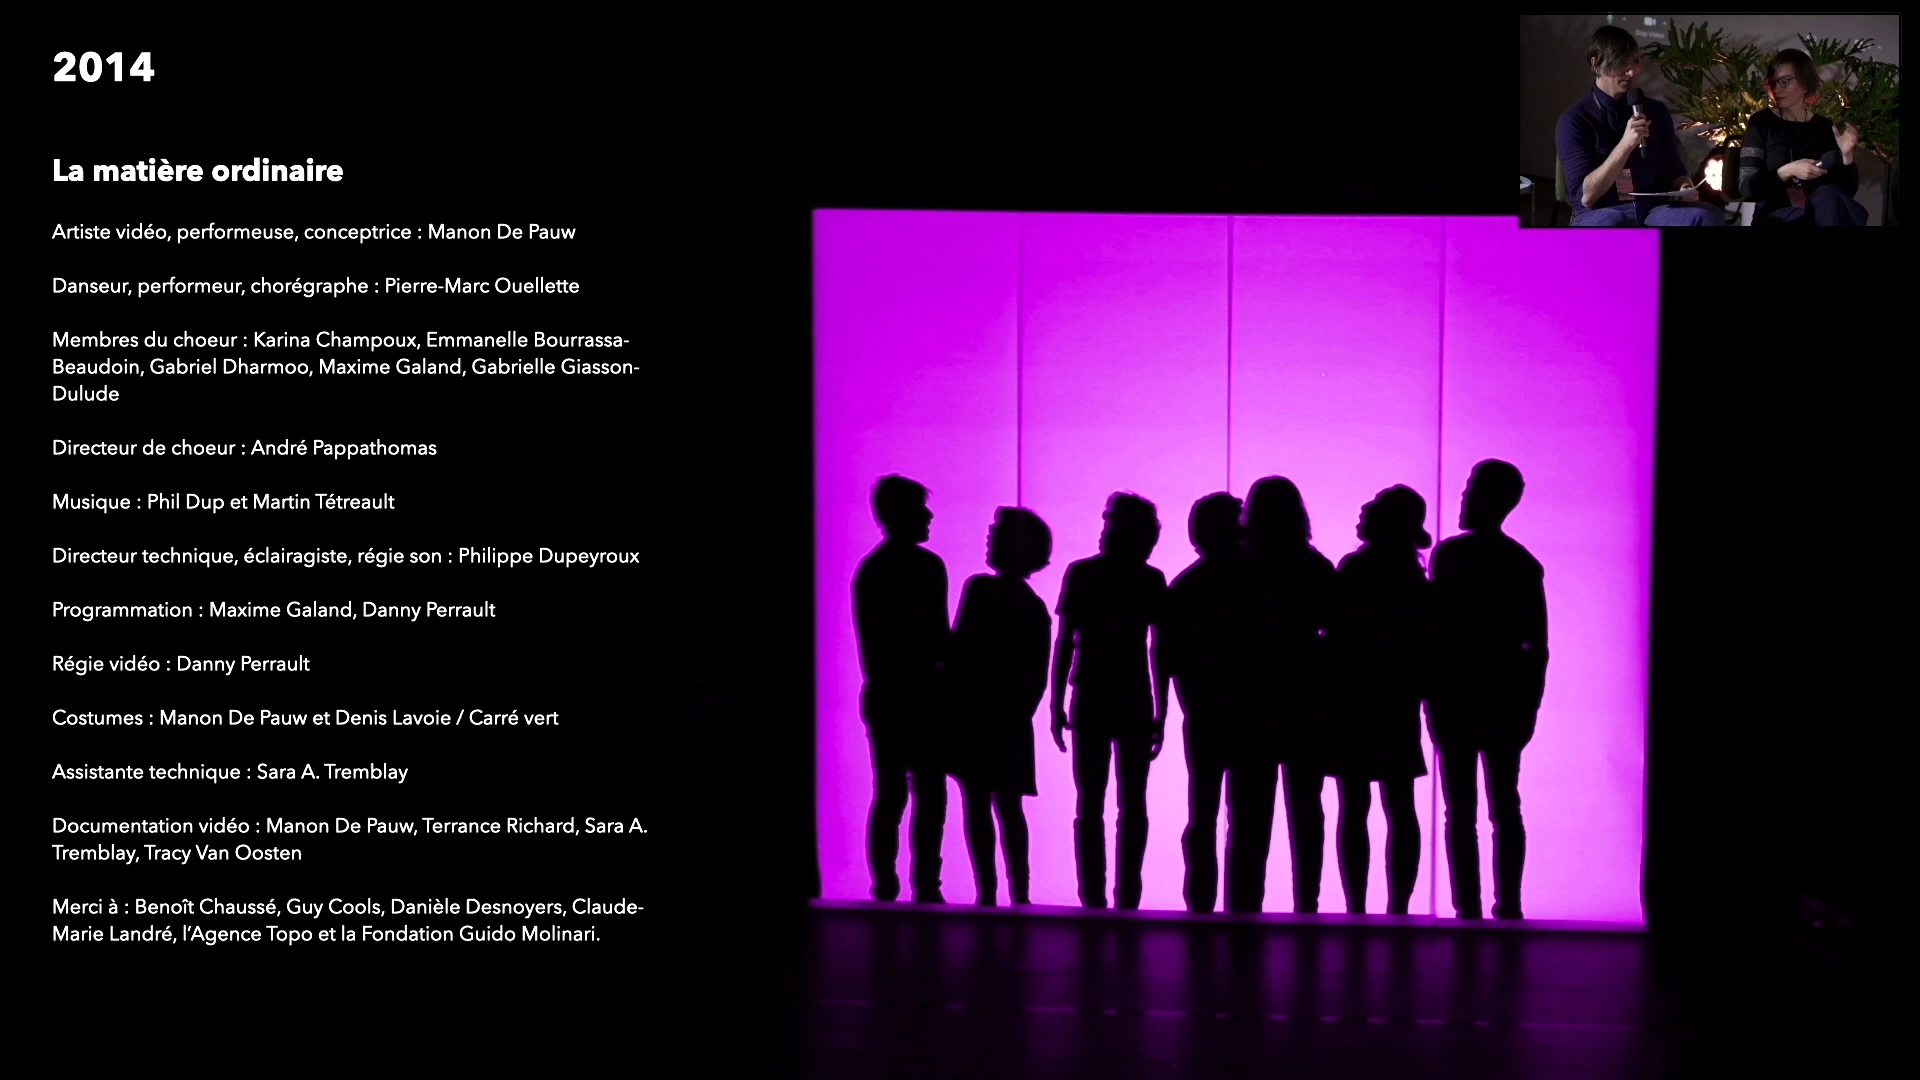 2014
La matière ordinaire
Artiste vidéo, performeuse, conceptrice : Manon De Pauw
Danseur, performeur, chorégraphe : Pierre-Marc Ouellette
Membres du choeur : Karina Champoux, Emmanelle Bourrassa-
Beaudoin, Gabriel Dharmoo, Maxime Galand, Gabrielle Giasson-
Dulude
Directeur de choeur : André Pappathomas
Musique : Phil Dup et Martin Tétreault
Directeur technique, éclairagiste, régie son : Philippe Dupeyroux
Programmation : Maxime Galand, Danny Perrault
Régie vidéo : Danny Perrault
Costumes : Manon De Pauw et Denis Lavoie / Carré vert
Assistante technique : Sara A. Tremblay
Documentation vidéo : Manon De Pauw, Terrance Richard, Sara A.
Tremblay, Tracy Van Oosten
Merci à : Benoît Chaussé, Guy Cools, Danièle Desnoyers, Claude-
Marie Landré, l'Agence Topo et la Fondation Guido Molinari.